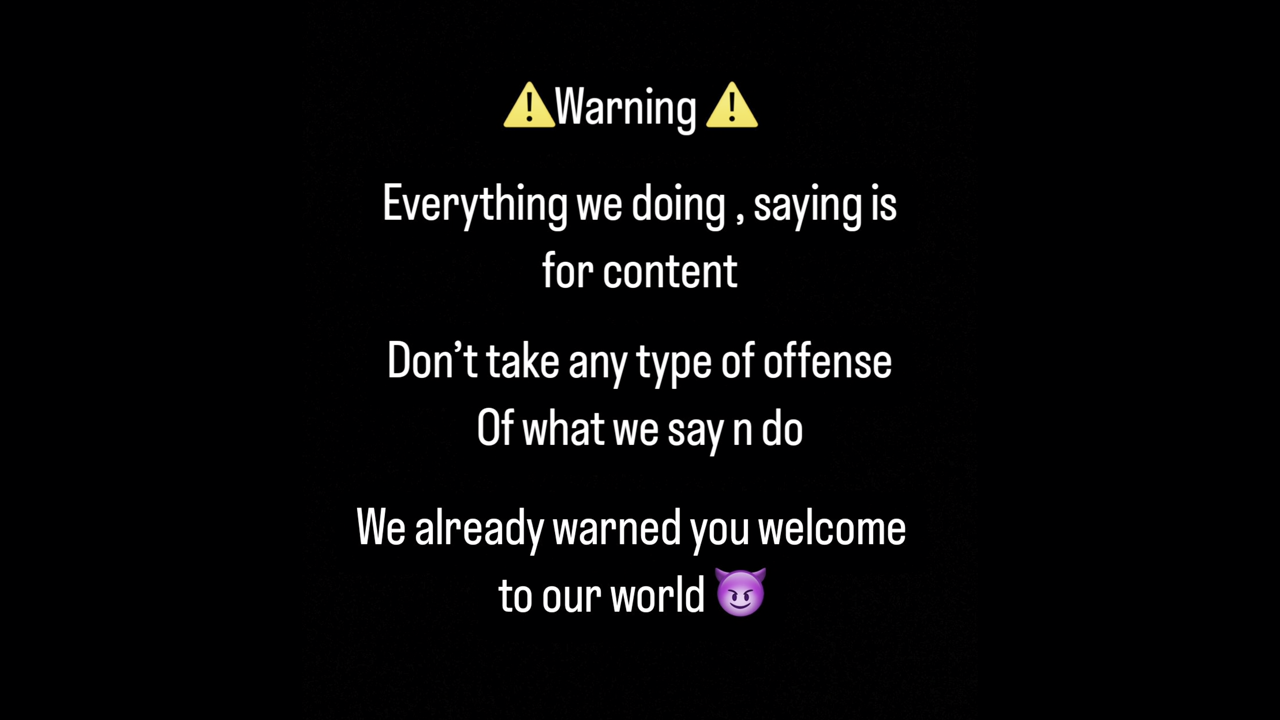 ⚠️Warning ⚠️
Everything we doing , saying is
for content
Don’t take any type of offense
Of what we say n do
We already warned you welcome
to our world 😈